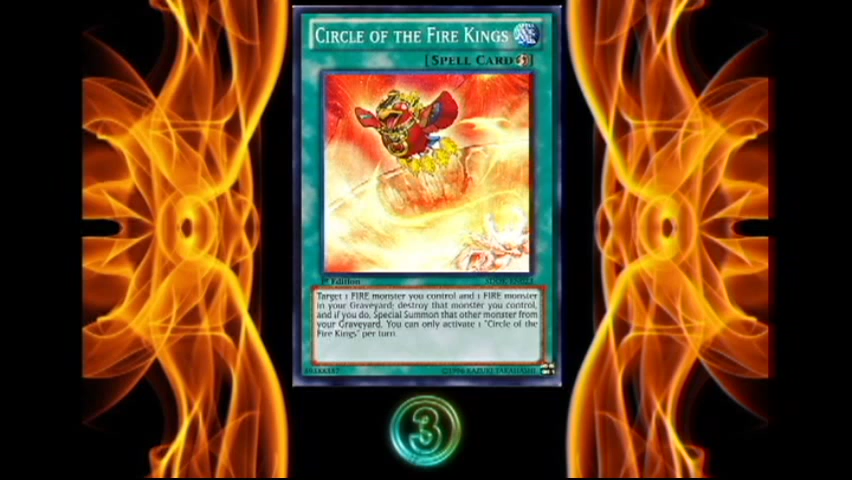 CIRCLE OF THE FIRE KINGS
[SPELL CARD
1st Edition
Target 1 FIRE monster you control and 1 FIRE monster
in your Graveyard; destroy that monster you control,
and if you do, Special Summon that other monster from
your Graveyard. You can only activate 1 "Circle of the
Fire Kings" per turn.
©1996 KAZUKI TAKAHASHI
3